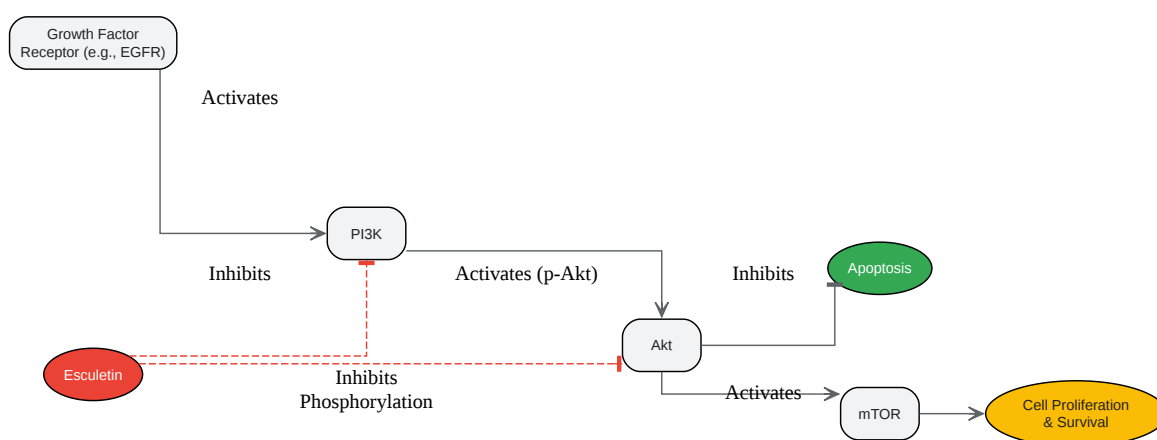 Growth Factor
Receptor (e.g., EGFR)
Activates
PI3K
Inhibits
Activates (p-Akt)
Inhibits
Apoptosis
Akt
Esculetin
Inhibits
Phosphorylation
Activates
mTOR
Cell Proliferation
& Survival